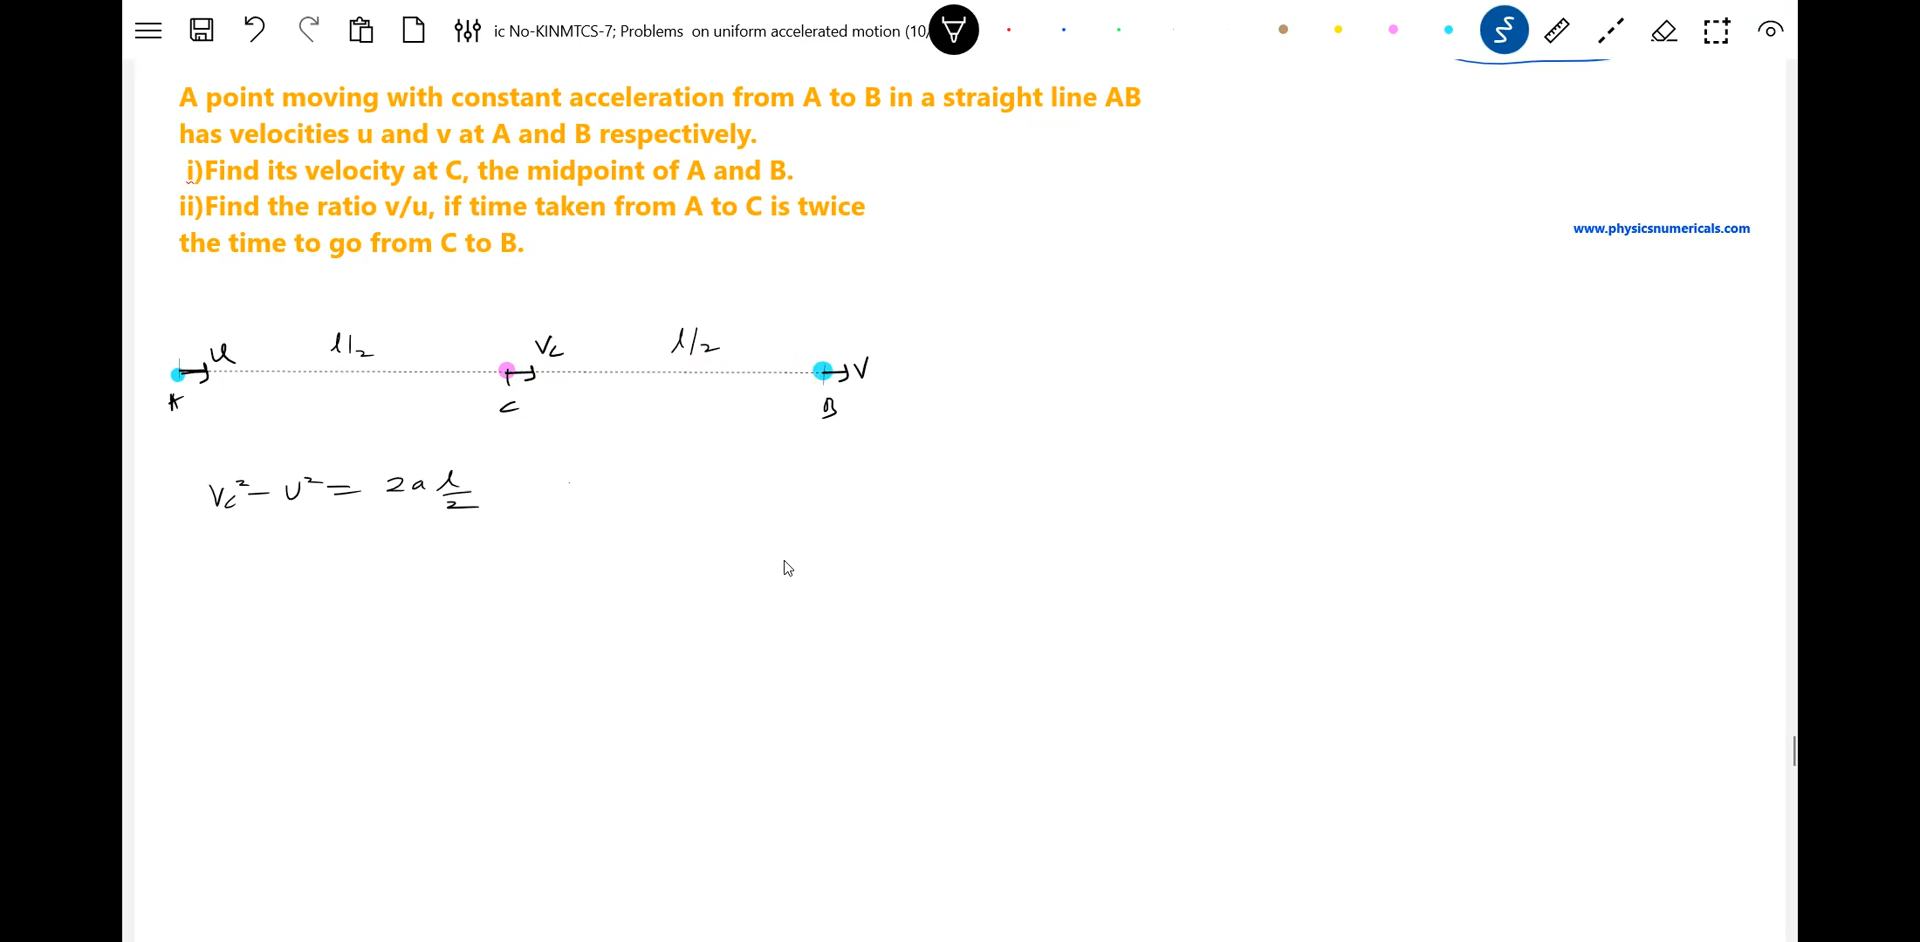 ic No-KINMTCS-7; Problems on uniform accelerated motion (10/
A point moving with constant acceleration from A to B in a straight line AB
has velocities u and v at A and B respectively.
i)Find its velocity at C, the midpoint of A and B.
ii)Find the ratio v/u, if time taken from A to C is twice
the time to go from C to B.
www.physicsnumericals.com
u l/2 Vc l/2 V
A C B
Vc² - u² = 2a l/2